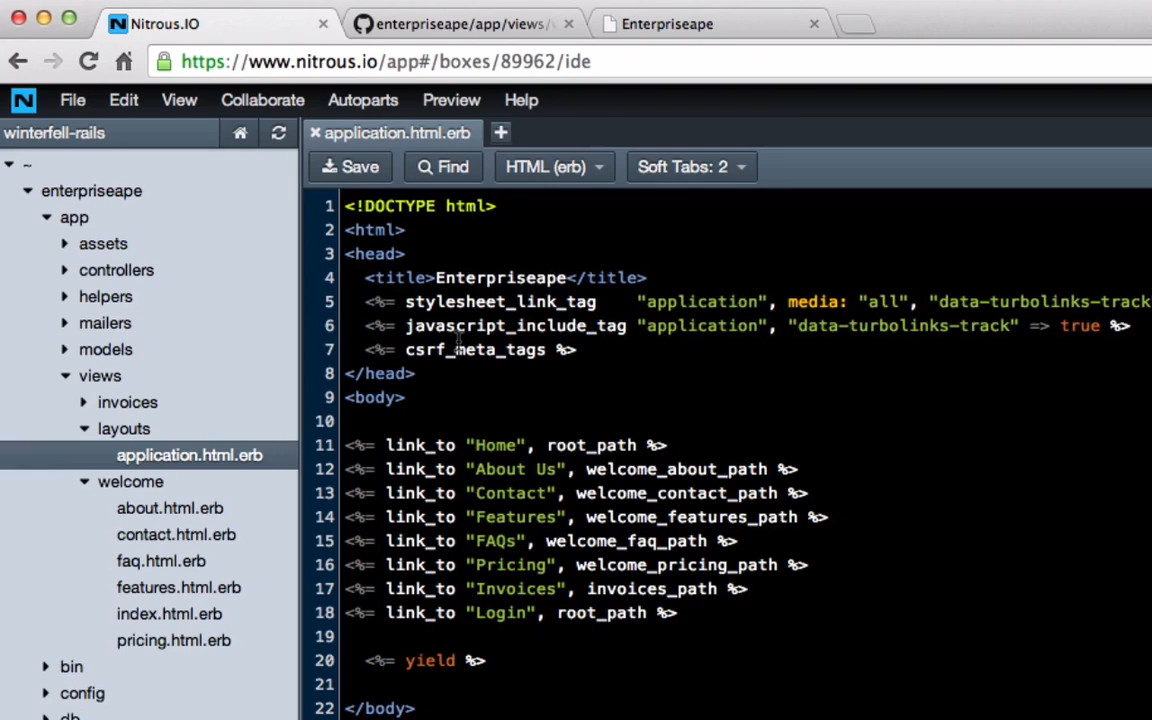 Nitrous.IO
enterpriseape/app/views/
Enterpriseape
https://www.nitrous.io/app#/boxes/89962/ide
N File Edit View Collaborate Autoparts Preview Help
winterfell-rails
application.html.erb
Save Find HTML (erb) Soft Tabs: 2
~
enterpriseape
app
assets
controllers
helpers
mailers
models
views
invoices
layouts
application.html.erb
welcome
about.html.erb
contact.html.erb
faq.html.erb
features.html.erb
index.html.erb
pricing.html.erb
bin
config
1 <!DOCTYPE html>
2 <html>
3 <head>
4 <title>Enterpriseape</title>
5 <%= stylesheet_link_tag "application", media: "all", "data-turbolinks-track
6 <%= javascript_include_tag "application", "data-turbolinks-track" => true %>
7 <%= csrf_meta_tags %>
8 </head>
9 <body>
10
11 <%= link_to "Home", root_path %>
12 <%= link_to "About Us", welcome_about_path %>
13 <%= link_to "Contact", welcome_contact_path %>
14 <%= link_to "Features", welcome_features_path %>
15 <%= link_to "FAQs", welcome_faq_path %>
16 <%= link_to "Pricing", welcome_pricing_path %>
17 <%= link_to "Invoices", invoices_path %>
18 <%= link_to "Login", root_path %>
19
20 <%= yield %>
21
22 </body>